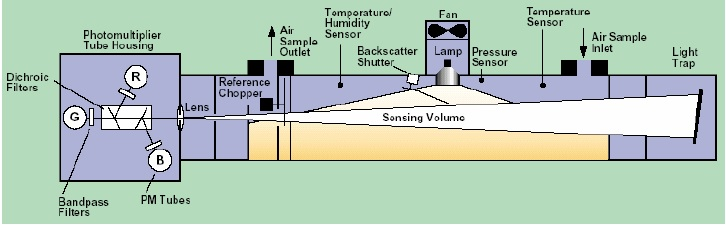 Photomultiplier
Tube Housing
Dichroic
Filters
R
G
B
Bandpass
Filters
PM Tubes
Lens
Air
Sample
Outlet
Reference
Chopper
Temperature/
Humidity
Sensor
Backscatter
Shutter
Fan
Lamp
Pressure
Sensor
Temperature
Sensor
Air Sample
Inlet
Light
Trap
Sensing Volume